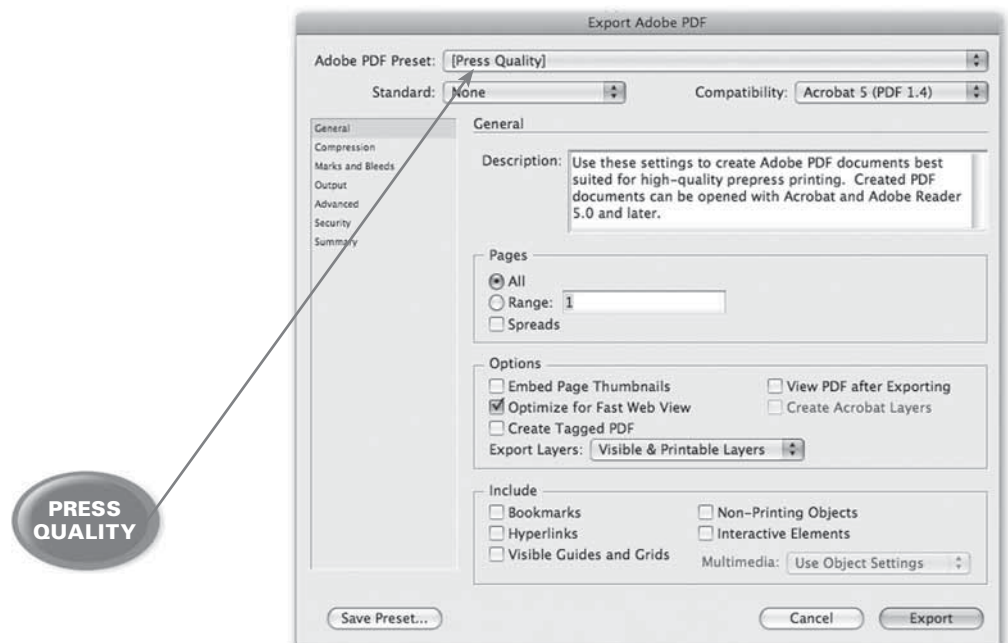 Export Adobe PDF
Adobe PDF Preset: [Press Quality]
Standard: None
Compatibility: Acrobat 5 (PDF 1.4)
General
Compression
Marks and Bleeds
Output
Advanced
Security
Summary
General
Description: Use these settings to create Adobe PDF documents best
suited for high-quality prepress printing. Created PDF
documents can be opened with Acrobat and Adobe Reader
5.0 and later.
Pages
All
Range: 1
Spreads
Options
Embed Page Thumbnails
View PDF after Exporting
Optimize for Fast Web View
Create Acrobat Layers
Create Tagged PDF
Export Layers: Visible & Printable Layers
Include
Bookmarks
Non-Printing Objects
Hyperlinks
Interactive Elements
Visible Guides and Grids
Multimedia: Use Object Settings
PRESS
QUALITY
Save Preset...
Cancel
Export